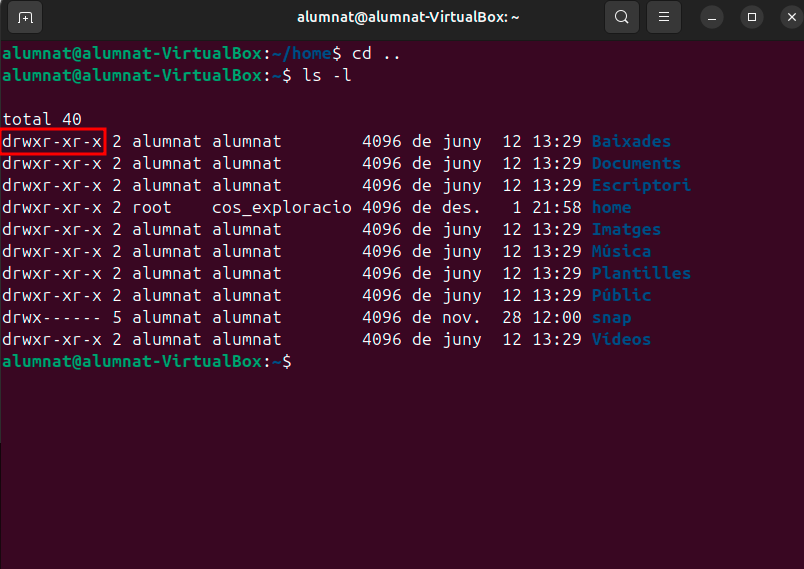 alumnat@alumnat-VirtualBox: ~
alumnat@alumnat-VirtualBox:~/home$ cd ..
alumnat@alumnat-VirtualBox:~$ ls -l
total 40
drwxr-xr-x 2 alumnat alumnat 4096 de juny 12 13:29 Baixades
drwxr-xr-x 2 alumnat alumnat 4096 de juny 12 13:29 Documents
drwxr-xr-x 2 alumnat alumnat 4096 de juny 12 13:29 Escriptori
drwxr-xr-x 2 root cos_exploracio 4096 de des. 1 21:58 home
drwxr-xr-x 2 alumnat alumnat 4096 de juny 12 13:29 Imatges
drwxr-xr-x 2 alumnat alumnat 4096 de juny 12 13:29 Música
drwxr-xr-x 2 alumnat alumnat 4096 de juny 12 13:29 Plantilles
drwxr-xr-x 2 alumnat alumnat 4096 de juny 12 13:29 Públic
drwx------ 5 alumnat alumnat 4096 de nov. 28 12:00 snap
drwxr-xr-x 2 alumnat alumnat 4096 de juny 12 13:29 Vídeos
alumnat@alumnat-VirtualBox:~$